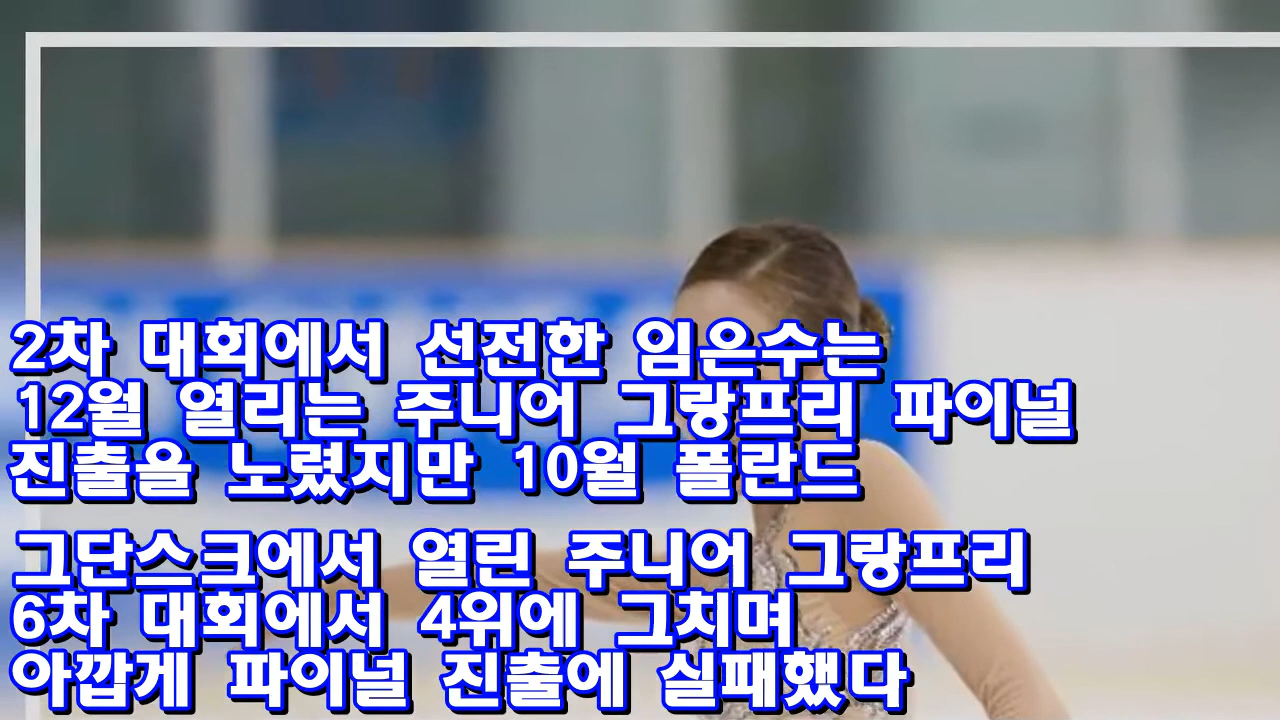 2차 대회에서 선전한 임은수는
12월 열리는 주니어 그랑프리 파이널
진출을 노렸지만 10월 폴란드
그단스크에서 열린 주니어 그랑프리
6차 대회에서 4위에 그치며
아깝게 파이널 진출에 실패했다